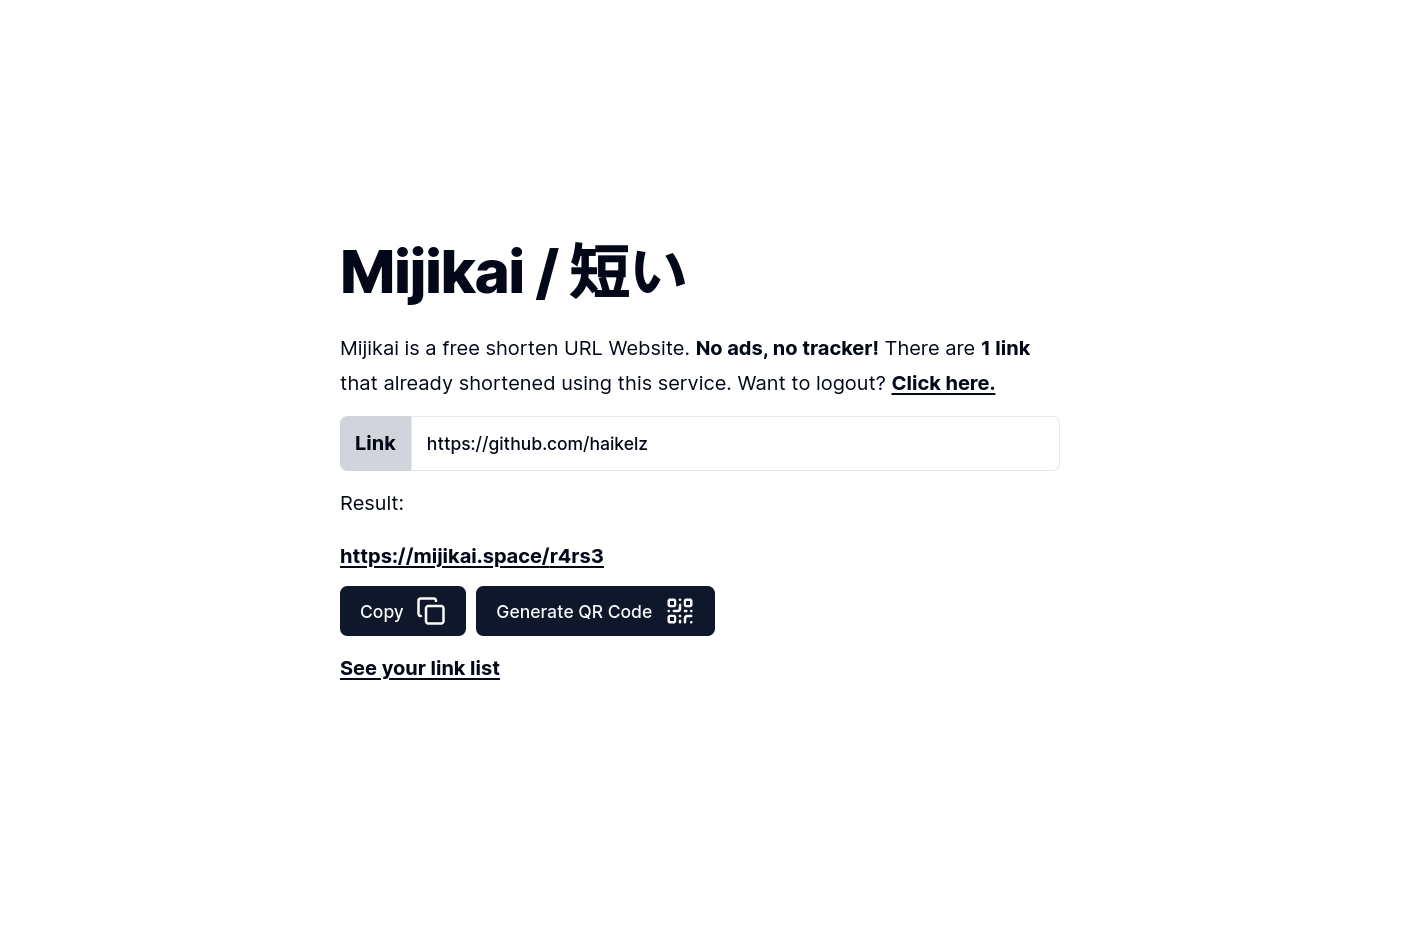 Mijikai / 短い
Mijikai is a free shorten URL Website. No ads, no tracker! There are 1 link
that already shortened using this service. Want to logout? Click here.
Link https://github.com/haikelz
Result:
https://mijikai.space/r4rs3
Copy Generate QR Code
See your link list